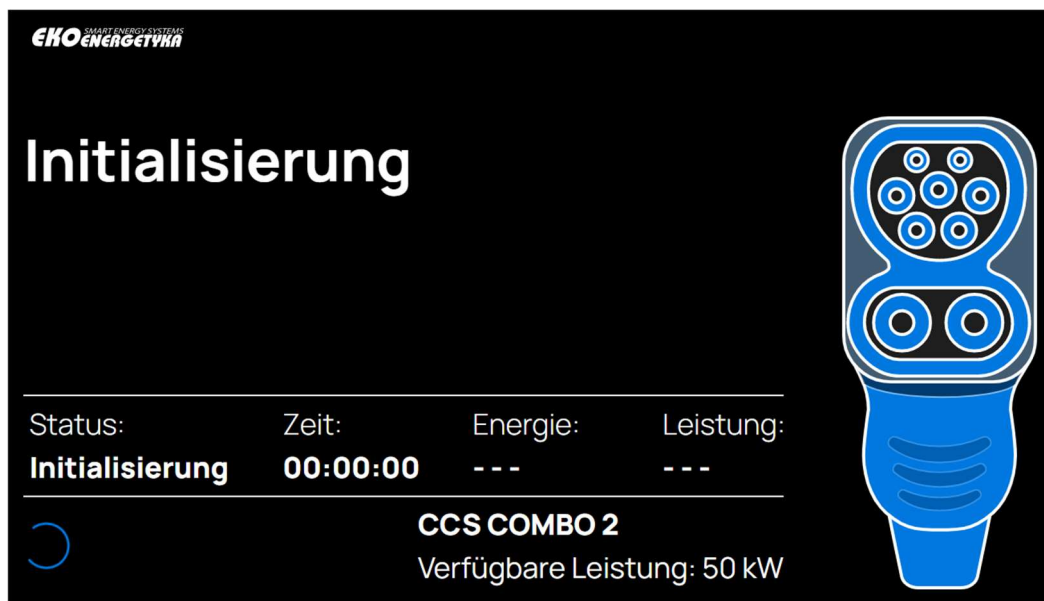 EKO SMART ENERGY SYSTEMS
ENERGETYKA
Initialisierung
Status: Zeit: Energie: Leistung:
Initialisierung 00:00:00 - - - - - -
CCS COMBO 2
Verfügbare Leistung: 50 kW